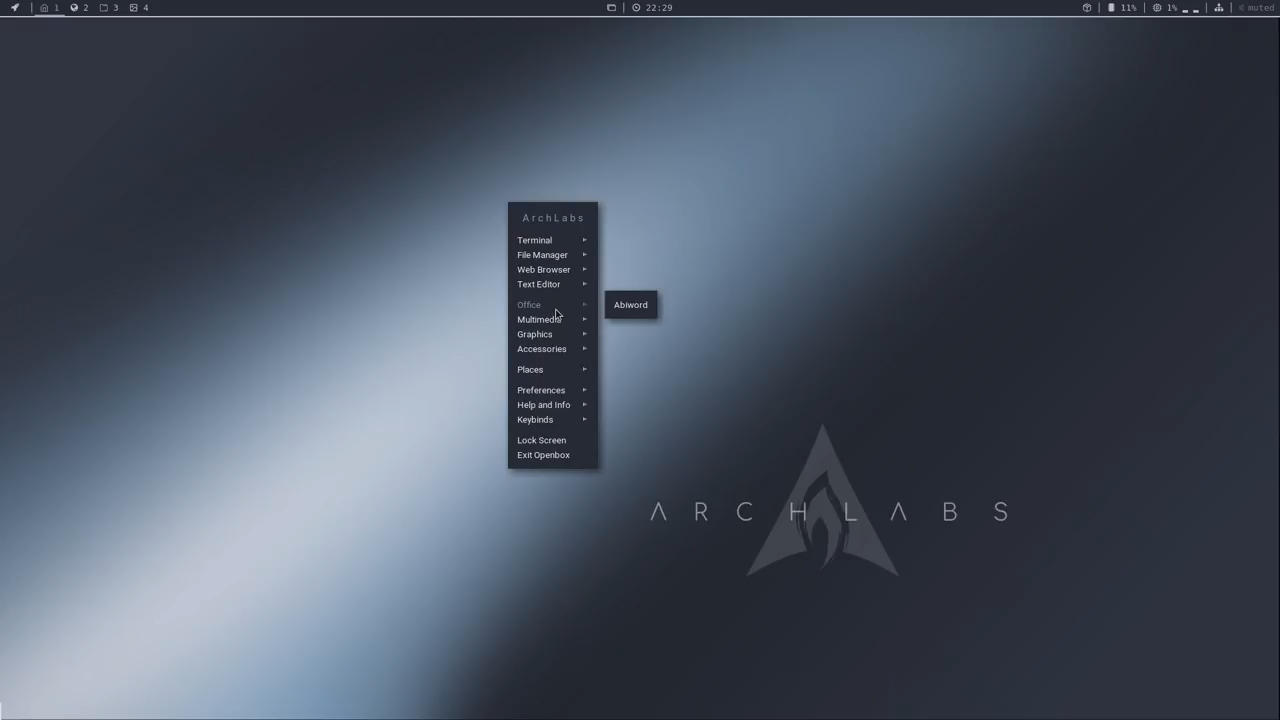 1 2 3 4 22:29 11% 1% muted
ArchLabs
Terminal
File Manager
Web Browser
Text Editor
Office
Abiword
Multimedia
Graphics
Accessories
Places
Preferences
Help and Info
Keybinds
Lock Screen
Exit Openbox
ΛRCHLΛBS